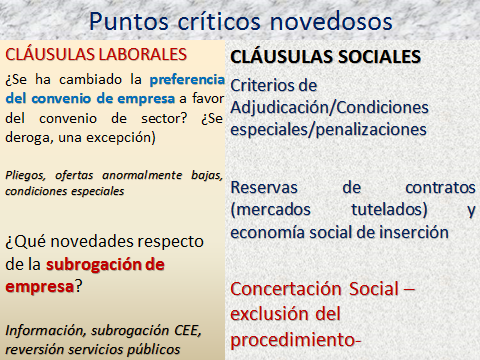 Puntos críticos novedosos
CLÁUSULAS LABORALES
¿Se ha cambiado la preferencia
del convenio de empresa a favor
del convenio de sector? ¿Se
deroga, una excepción)
Pliegos, ofertas anormalmente bajas,
condiciones especiales
¿Qué novedades respecto
de la subrogación de
empresa?
Información, subrogación CEE,
reversión servicios públicos
CLÁUSULAS SOCIALES
Criterios de
Adjudicación/Condiciones
especiales/penalizaciones
Reservas de contratos
(mercados tutelados) y
economía social de inserción
Concertación Social –
exclusión del
procedimiento-